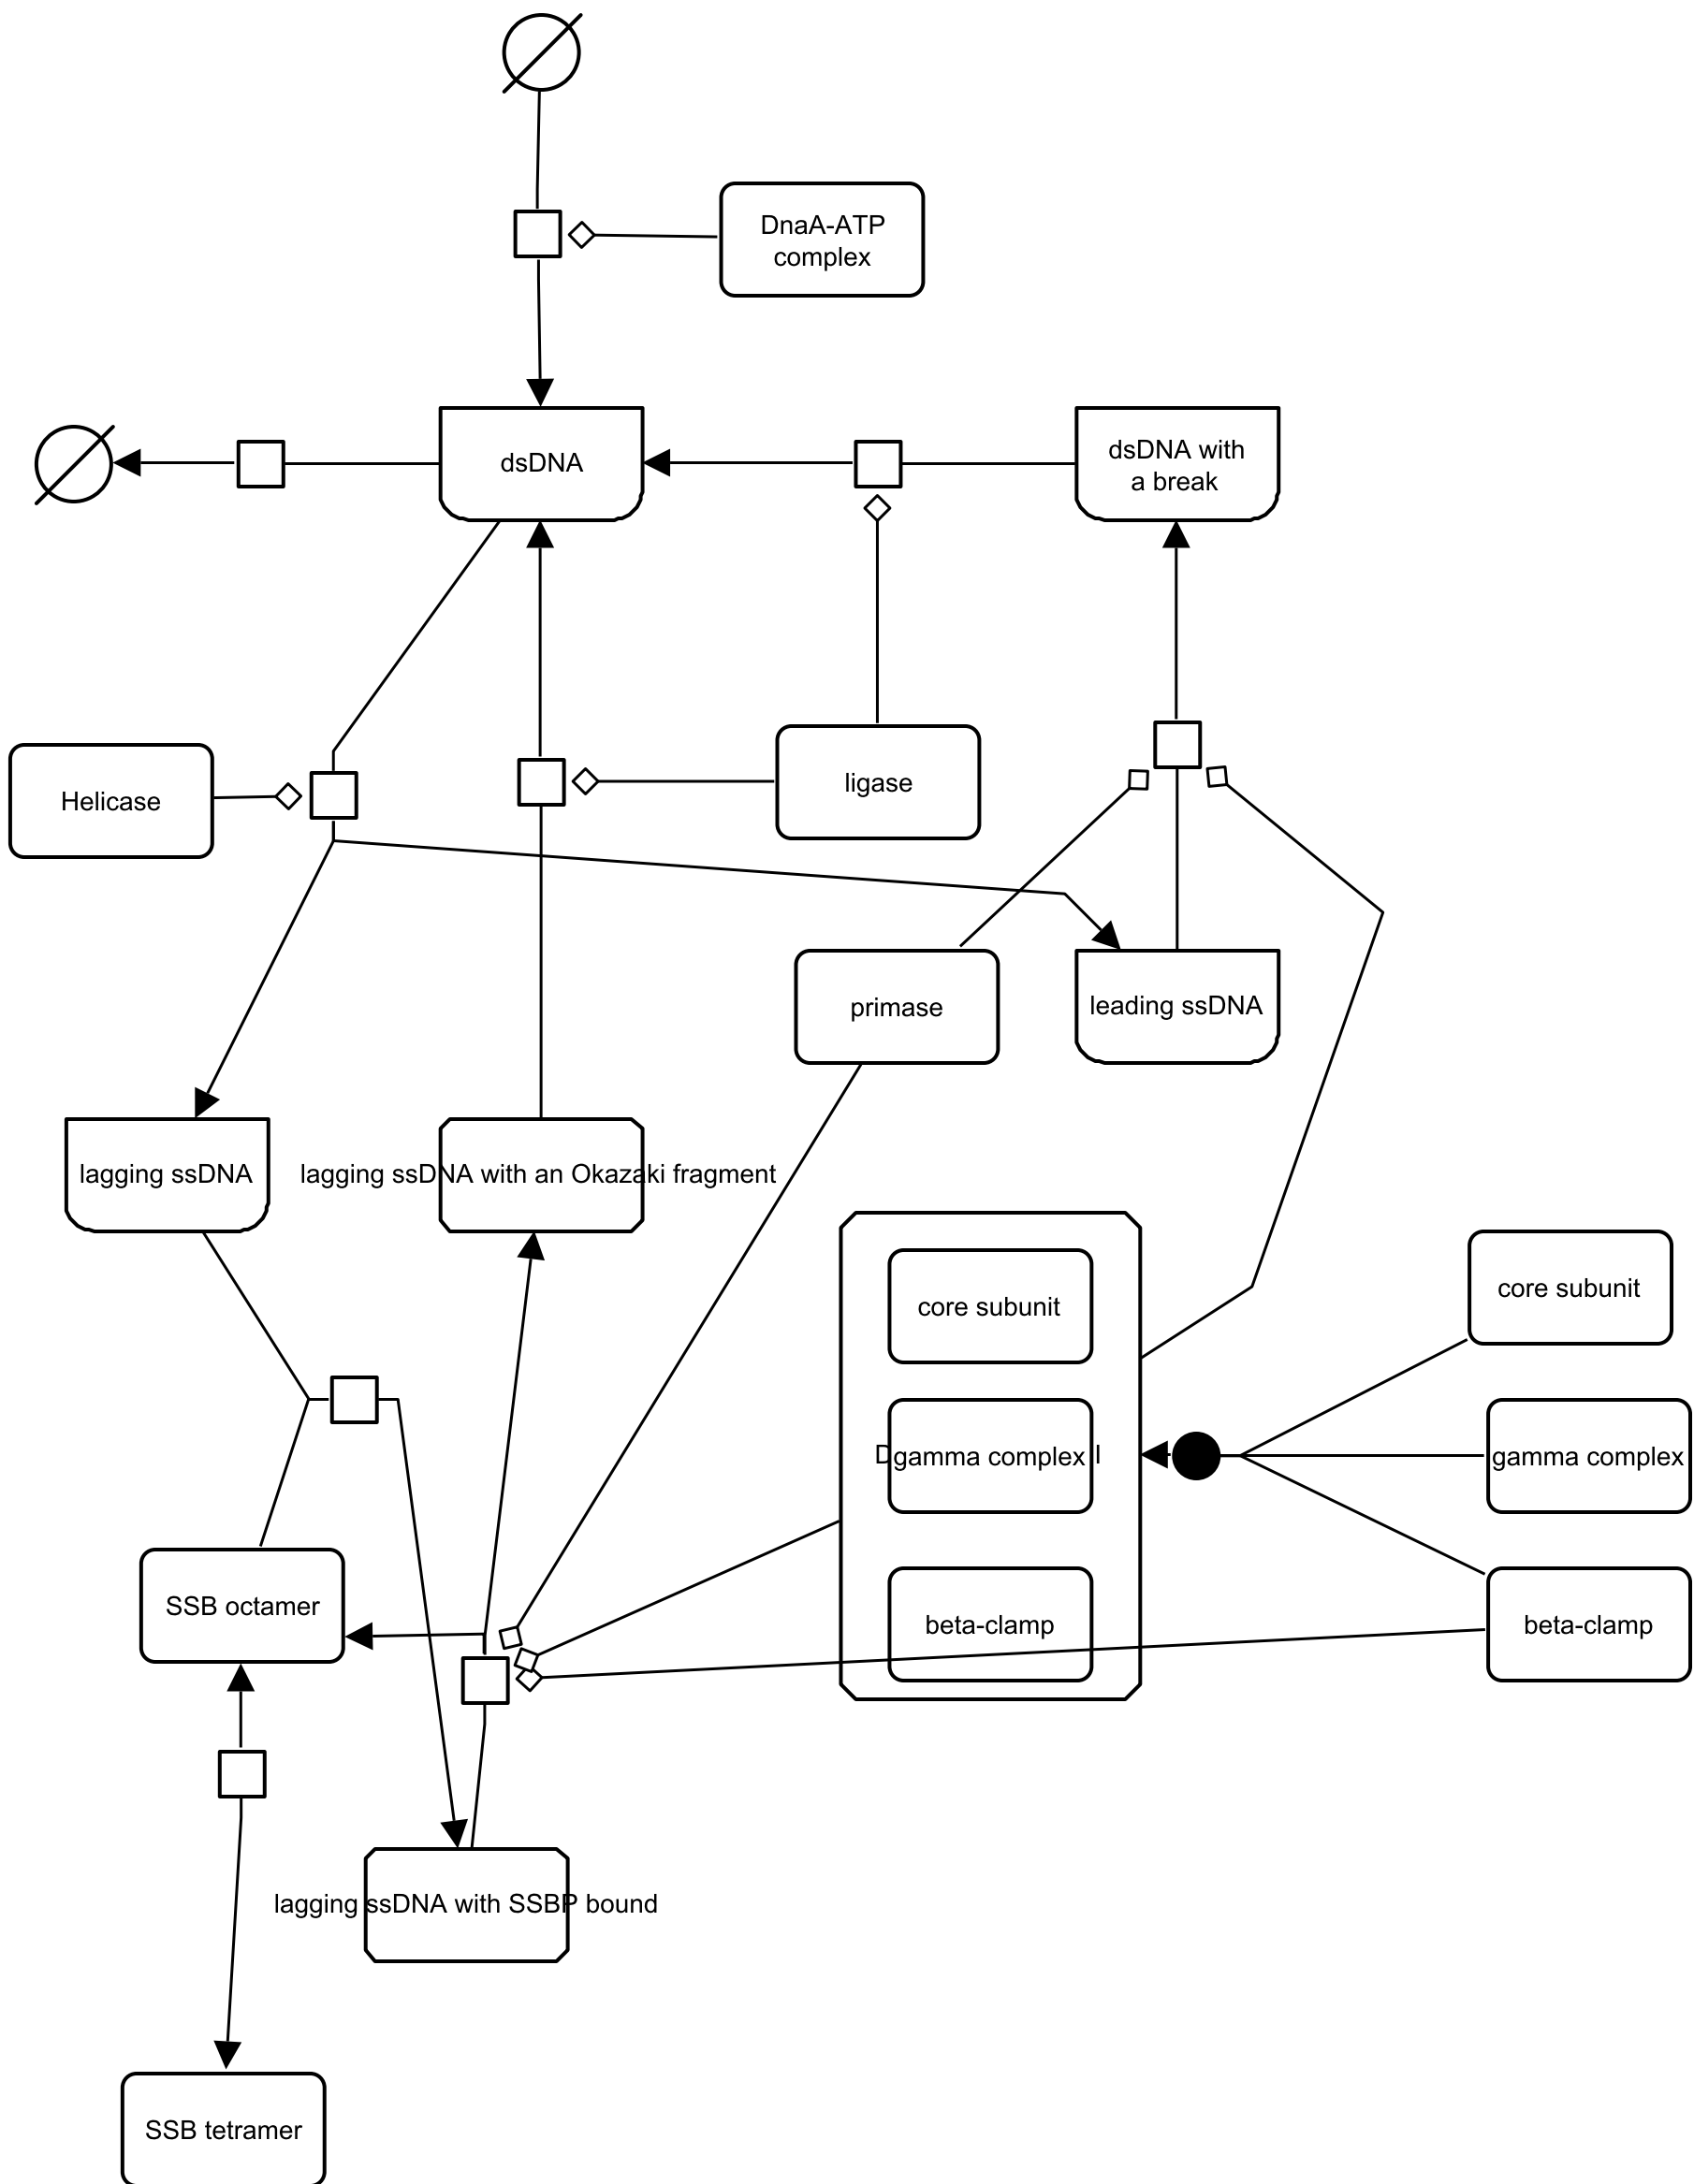 DnaA-ATP
complex
dsDNA
dsDNA with
a break
Helicase
ligase
primase
leading ssDNA
lagging ssDNA
lagging ssDNA with an Okazaki fragment
core subunit
core subunit
gamma complex
gamma complex
SSB octamer
beta-clamp
beta-clamp
lagging ssDNA with SSBP bound
SSB tetramer